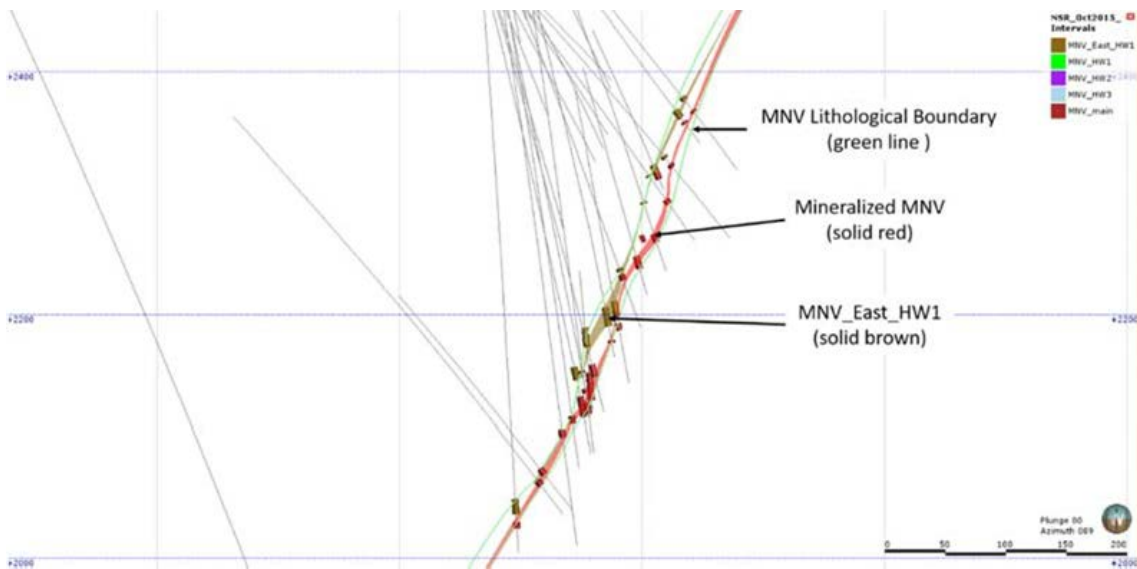 NSR_Oct2015_
Intervals
MNV_East_HW1
MNV_HW1
MNV_HW2
MNV_HW3
MNV_main
+2400
MNV Lithological Boundary
(green line )
Mineralized MNV
(solid red)
MNV_East_HW1
(solid brown)
+2200
+2200
Plunge 00
Azimuth 009
0 50 100 150 200
+2000
+2000